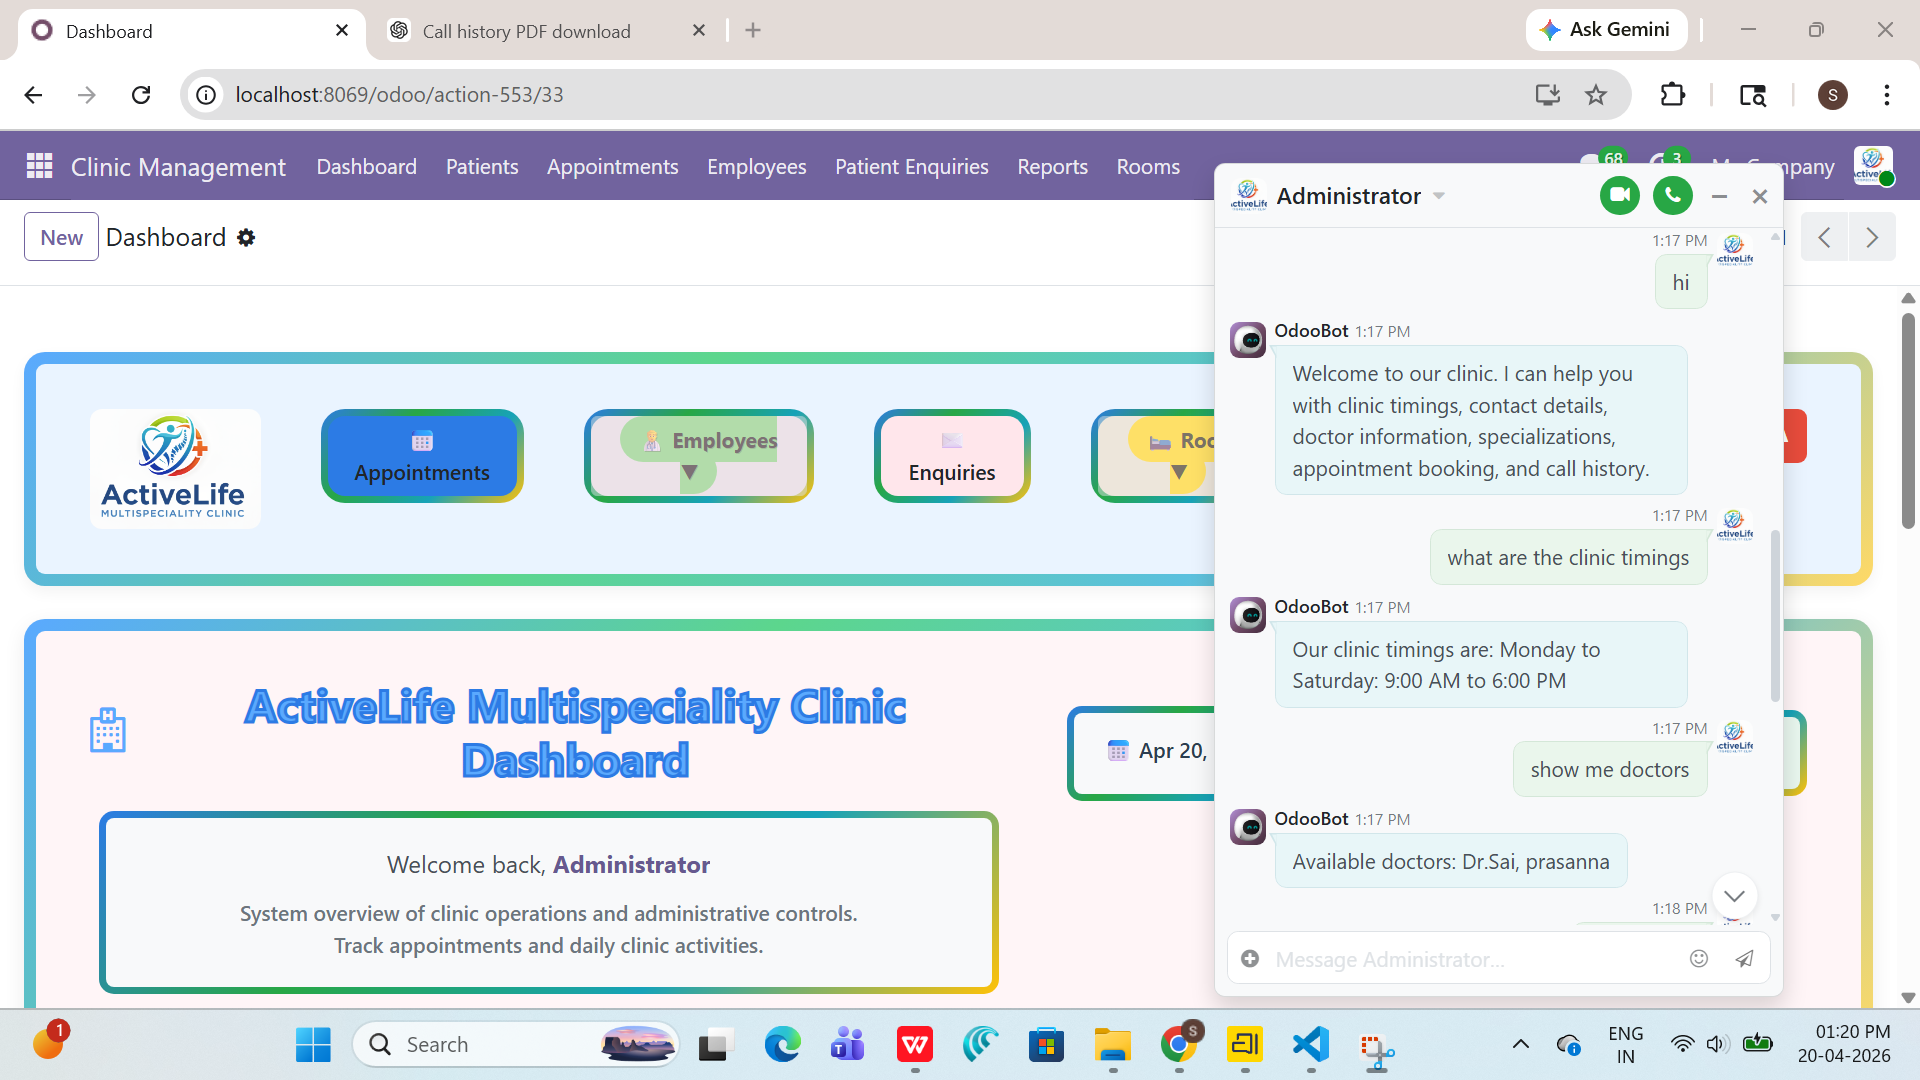 Dashboard
Call history PDF download
Ask Gemini
localhost:8069/odoo/action-553/33
S
Clinic Management
Dashboard
Patients
Appointments
Employees
Patient Enquiries
Reports
Rooms
68
3
New
Dashboard
ActiveLife
MULTISPECIALITY CLINIC
Appointments
Employees
Enquiries
ActiveLife Multispeciality Clinic
Dashboard
Apr 20,
Welcome back, Administrator
System overview of clinic operations and administrative controls.
Track appointments and daily clinic activities.
Administrator
1:17 PM
hi
OdooBot 1:17 PM
Welcome to our clinic. I can help you
with clinic timings, contact details,
doctor information, specializations,
appointment booking, and call history.
1:17 PM
what are the clinic timings
OdooBot 1:17 PM
Our clinic timings are: Monday to
Saturday: 9:00 AM to 6:00 PM
1:17 PM
show me doctors
OdooBot 1:17 PM
Available doctors: Dr.Sai, prasanna
1:18 PM
Message Administrator...
1
Search
S
ENG
IN
01:20 PM
20-04-2026